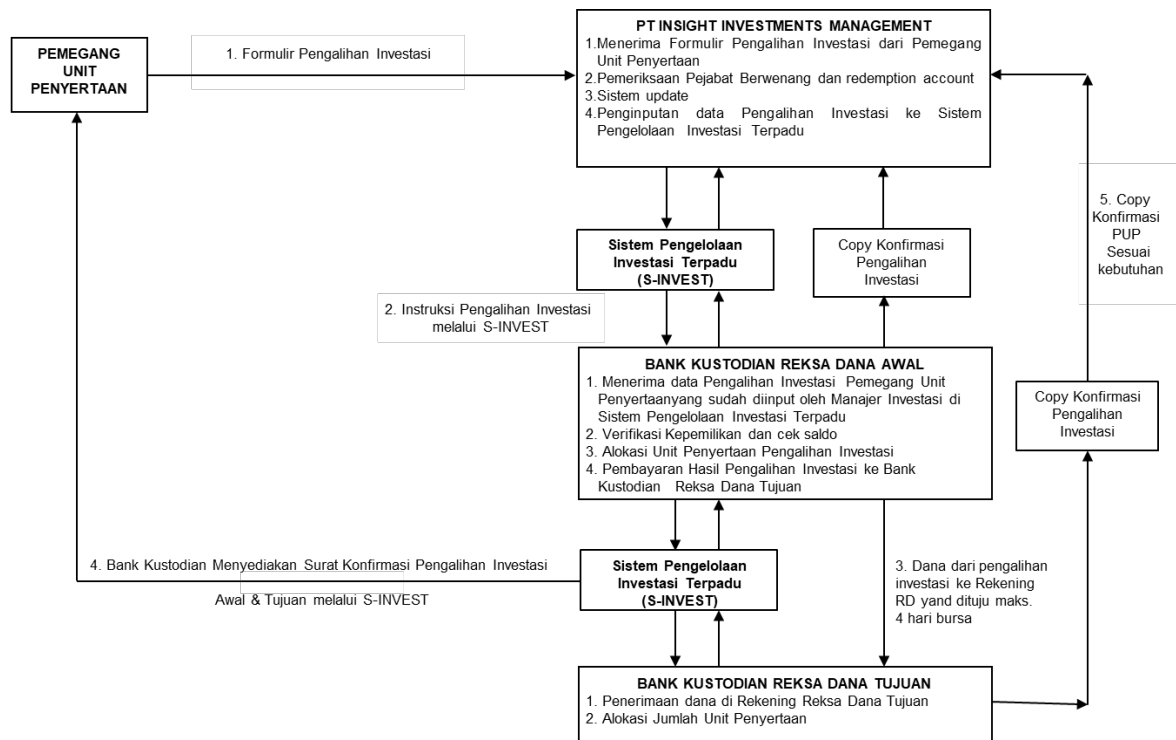 PEMEGANG
UNIT
PENYERTAAN
1. Formulir Pengalihan Investasi
PT INSIGHT INVESTMENTS MANAGEMENT
1.Menerima Formulir Pengalihan Investasi dari Pemegang
Unit Penyertaan
2.Pemeriksaan Pejabat Berwenang dan redemption account
3.Sistem update
4.Penginputan data Pengalihan Investasi ke Sistem
Pengelolaan Investasi Terpadu
Sistem Pengelolaan
Investasi Terpadu
(S-INVEST)
Copy Konfirmasi
Pengalihan
Investasi
5. Copy
Konfirmasi
PUP
Sesuai
kebutuhan
2. Instruksi Pengalihan Investasi
melalui S-INVEST
BANK KUSTODIAN REKSA DANA AWAL
1. Menerima data Pengalihan Investasi Pemegang Unit
Penyertaanyang sudah diinput oleh Manajer Investasi di
Sistem Pengelolaan Investasi Terpadu
2. Verifikasi Kepemilikan dan cek saldo
3. Alokasi Unit Penyertaan Pengalihan Investasi
4. Pembayaran Hasil Pengalihan Investasi ke Bank
Kustodian Reksa Dana Tujuan
Copy Konfirmasi
Pengalihan
Investasi
4. Bank Kustodian Menyediakan Surat Konfirmasi Pengalihan Investasi
Awal & Tujuan melalui S-INVEST
Sistem Pengelolaan
Investasi Terpadu
(S-INVEST)
3. Dana dari pengalihan
investasi ke Rekening
RD yand dituju maks.
4 hari bursa
BANK KUSTODIAN REKSA DANA TUJUAN
1. Penerimaan dana di Rekening Reksa Dana Tujuan
2. Alokasi Jumlah Unit Penyertaan